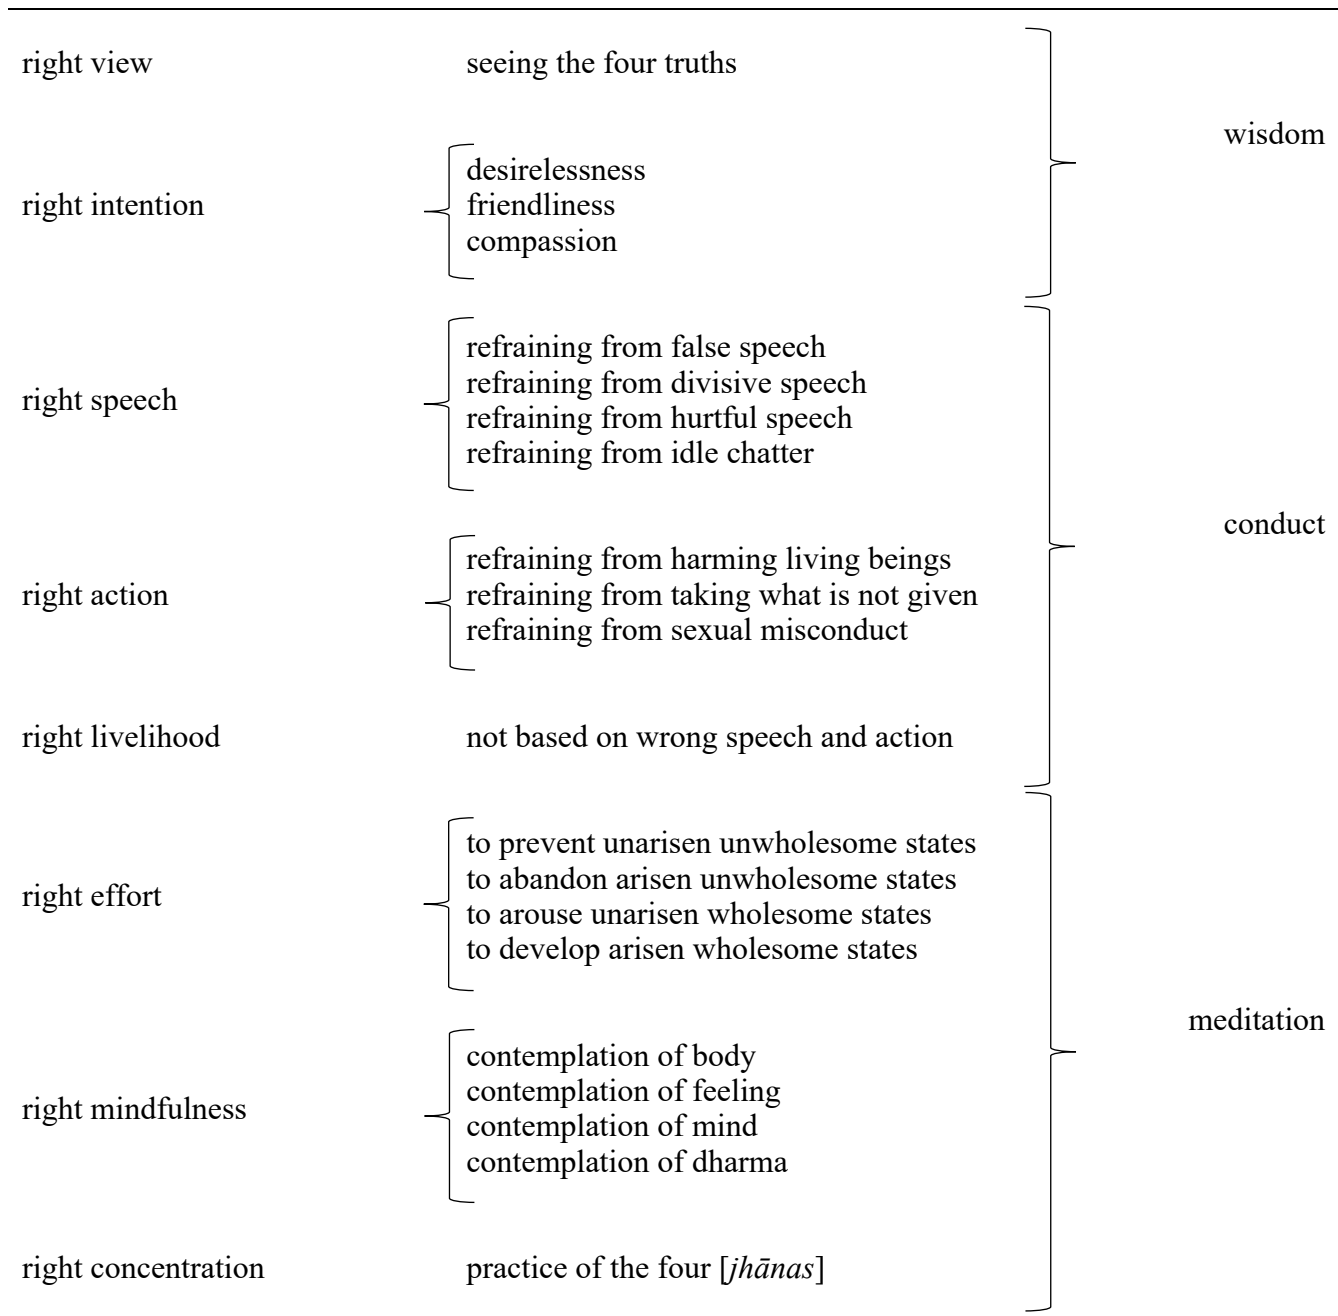 right view seeing the four truths
wisdom
desirelessness
right intention friendliness
compassion
refraining from false speech
refraining from divisive speech
right speech
refraining from hurtful speech
refraining from idle chatter
conduct
refraining from harming living beings
right action refraining from taking what is not given
refraining from sexual misconduct
right livelihood not based on wrong speech and action
to prevent unarisen unwholesome states
to abandon arisen unwholesome states
right effort
to arouse unarisen wholesome states
to develop arisen wholesome states
meditation
contemplation of body
contemplation of feeling
right mindfulness
contemplation of mind
contemplation of dharma
right concentration practice of the four [jhānas]